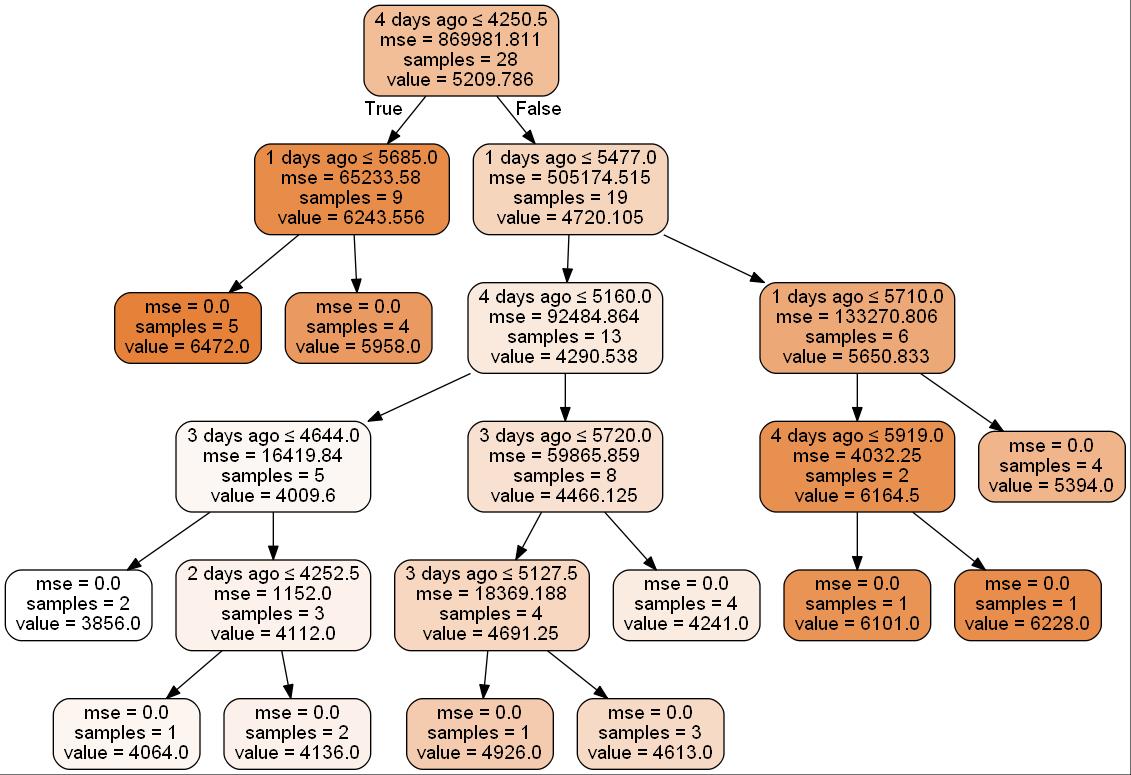 4 days ago ≤ 4250.5
mse = 869981.811
samples = 28
value = 5209.786
True
False
1 days ago ≤ 5685.0
mse = 65233.58
samples = 9
value = 6243.556
1 days ago ≤ 5477.0
mse = 505174.515
samples = 19
value = 4720.105
mse = 0.0
samples = 5
value = 6472.0
mse = 0.0
samples = 4
value = 5958.0
4 days ago ≤ 5160.0
mse = 92484.864
samples = 13
value = 4290.538
1 days ago ≤ 5710.0
mse = 133270.806
samples = 6
value = 5650.833
3 days ago ≤ 4644.0
mse = 16419.84
samples = 5
value = 4009.6
3 days ago ≤ 5720.0
mse = 59865.859
samples = 8
value = 4466.125
4 days ago ≤ 5919.0
mse = 4032.25
samples = 2
value = 6164.5
mse = 0.0
samples = 4
value = 5394.0
mse = 0.0
samples = 2
value = 3856.0
2 days ago ≤ 4252.5
mse = 1152.0
samples = 3
value = 4112.0
3 days ago ≤ 5127.5
mse = 18369.188
samples = 4
value = 4691.25
mse = 0.0
samples = 4
value = 4241.0
mse = 0.0
samples = 1
value = 6101.0
mse = 0.0
samples = 1
value = 6228.0
mse = 0.0
samples = 1
value = 4064.0
mse = 0.0
samples = 2
value = 4136.0
mse = 0.0
samples = 1
value = 4926.0
mse = 0.0
samples = 3
value = 4613.0